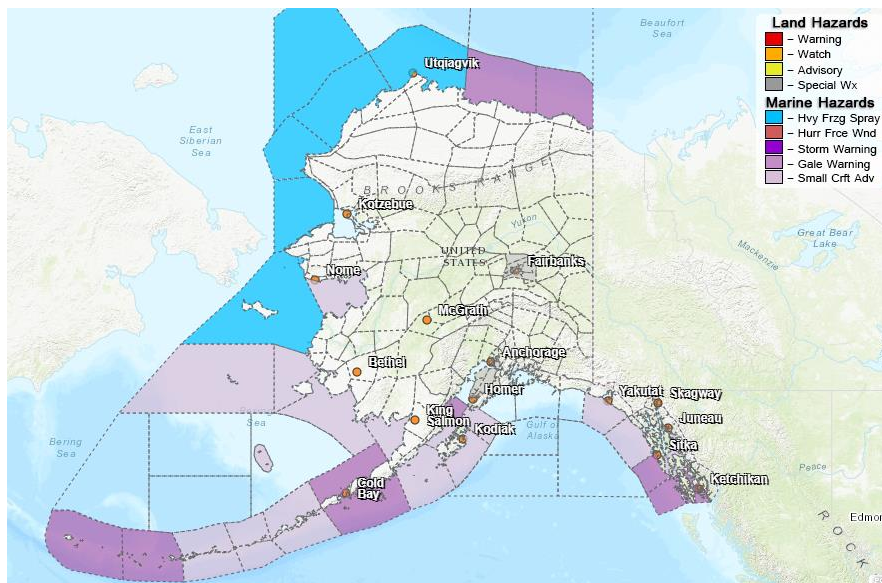 Beaufort
Sea
Land Hazards
– Warning
– Watch
– Advisory
– Special Wx
Marine Hazards
– Hvy Frzg Spray
– Hurr Frce Wnd
– Storm Warning
– Gale Warning
– Small Crft Adv
Utqiagvik
East
Siberian
Sea
BROOKS RANGE
Kotzebue
Yukon
UNITED
STATES
Fairbanks
Great Bear
Lake
Mackenzie
Nome
McGrath
Anchorage
Bethel
Homer
Yakutat
Skagway
King
Salmon
Kodiak
Juneau
Gulf of
Alaska
Sitka
Bering
Sea
Sea
Peace
Ketchikan
Cold
Bay
Edmor
ROCK